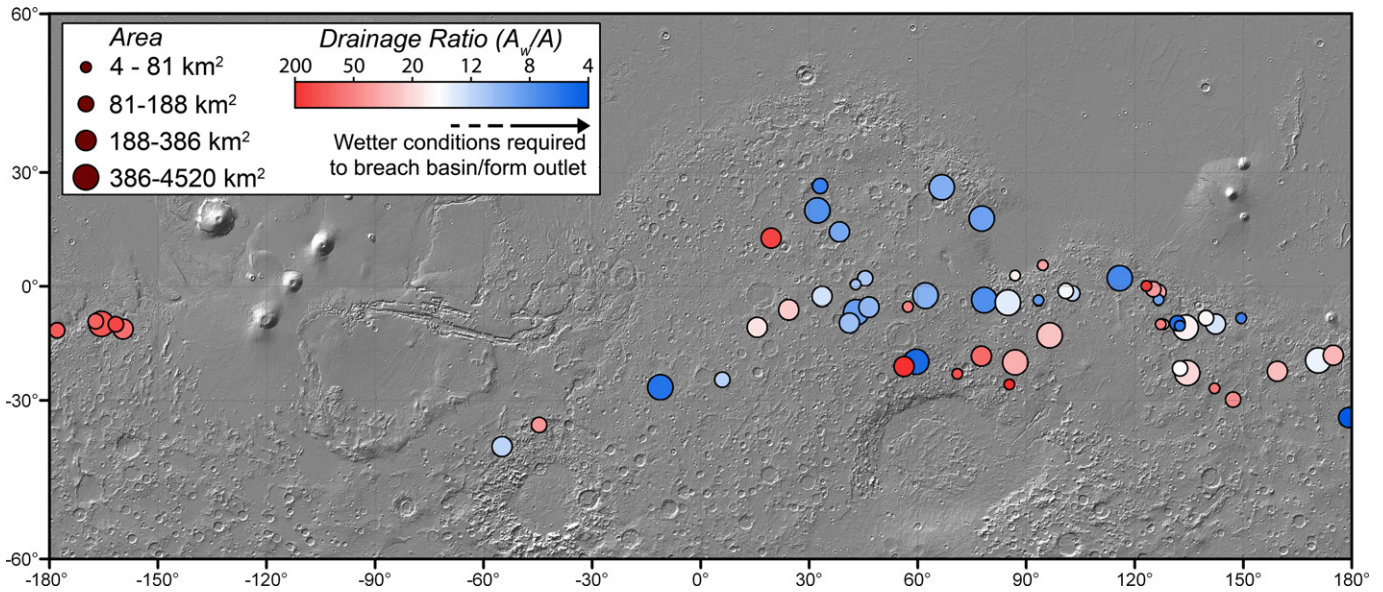 60°
30°
0°
-30°
-60°
Area
4 - 81 km²
81-188 km²
188-386 km²
386-4520 km²
Drainage Ratio (A_w/A)
200 50 20 12 8 4
Wetter conditions required
to breach basin/form outlet
-180° -150° -120° -90° -60° -30° 0° 30° 60° 90° 120° 150° 180°